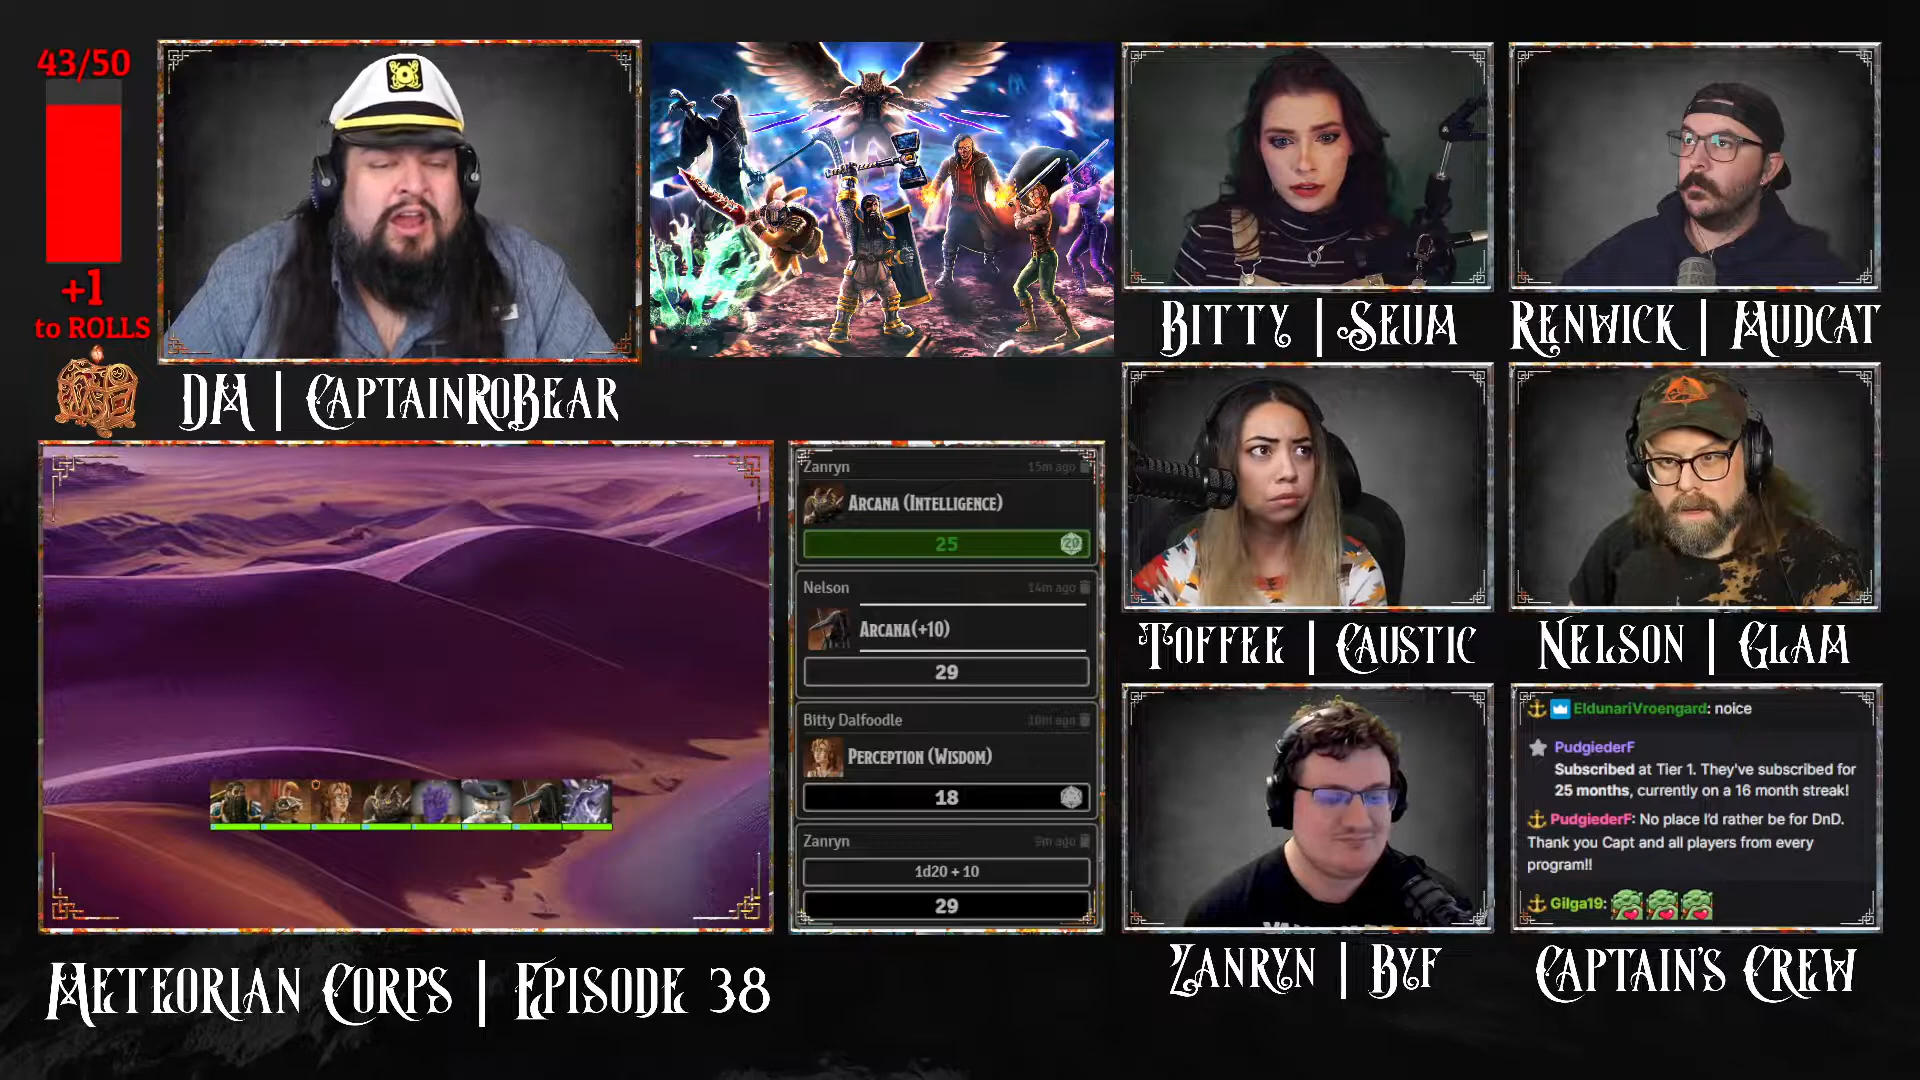 43/50
+1
to ROLLS
DM | CaptainRoBear
Bitty | Seum
Renwick | Mudcat
Zanryn 15m ago
Arcana (Intelligence)
25
20
Nelson 14m ago
Arcana(+10)
29
Bitty Dalfoodle 10m ago
Perception (Wisdom)
18
Zanryn 9m ago
1d20 + 10
29
Toffee | Caustic
Nelson | Glam
Zanryn | Byf
EldunariVroengard: noice
PudgiederF
Subscribed at Tier 1. They've subscribed for
25 months, currently on a 16 month streak!
PudgiederF: No place I'd rather be for DnD.
Thank you Capt and all players from every
program!!
Gilga19:
Captain's Crew
Meteorian Corps | Episode 38